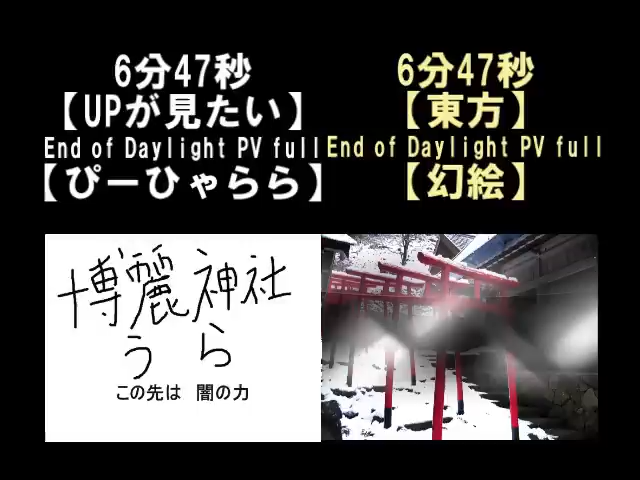 6分47秒
【UPが見たい】
End of Daylight PV full
【ぴーひゃらら】
6分47秒
【東方】
End of Daylight PV full
【幻絵】
博麗神社
うら
この先は 闇の力